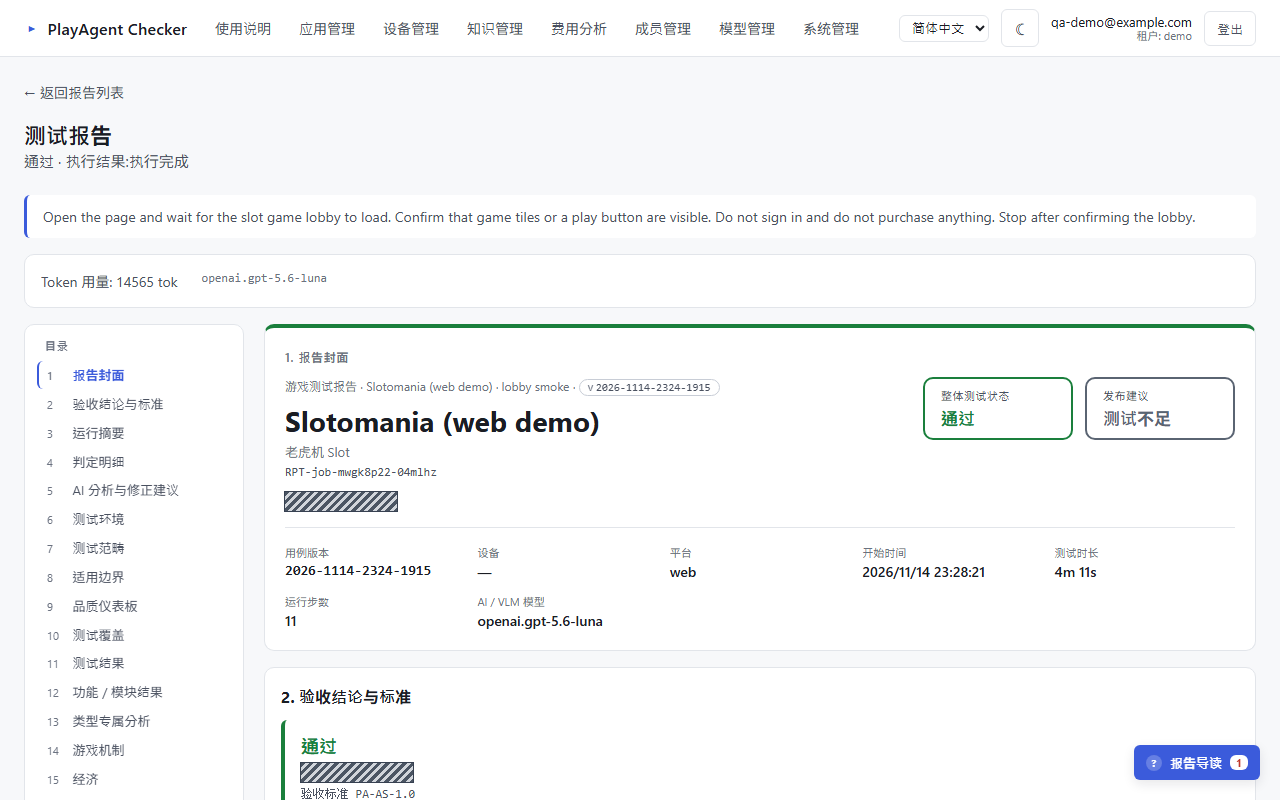 PlayAgent Checker 使用说明 应用管理 设备管理 知识管理 费用分析 成员管理 模型管理 系统管理 简体中文 qa-demo@example.com 登出
租户: demo
← 返回报告列表
测试报告
通过 · 执行结果:执行完成
Open the page and wait for the slot game lobby to load. Confirm that game tiles or a play button are visible. Do not sign in and do not purchase anything. Stop after confirming the lobby.
Token 用量: 14565 tok openai.gpt-5.6-luna
目录
1 报告封面
2 验收结论与标准
3 运行摘要
4 判定明细
5 AI 分析与修正建议
6 测试环境
7 测试范畴
8 适用边界
9 品质仪表板
10 测试覆盖
11 测试结果
12 功能 / 模块结果
13 类型专属分析
14 游戏机制
15 经济
1. 报告封面
游戏测试报告 · Slotomania (web demo) · lobby smoke · v 2026-1114-2324-1915
Slotomania (web demo)
老虎机 Slot
RPT-job-mwgk8p22-04mlhz
整体测试状态
通过
发布建议
测试不足
用例版本 设备 平台 开始时间 测试时长
2026-1114-2324-1915 — web 2026/11/14 23:28:21 4m 11s
运行步数 AI / VLM 模型
11 openai.gpt-5.6-luna
2. 验收结论与标准
通过
验收标准 PA-AS-1.0
? 报告导读 1